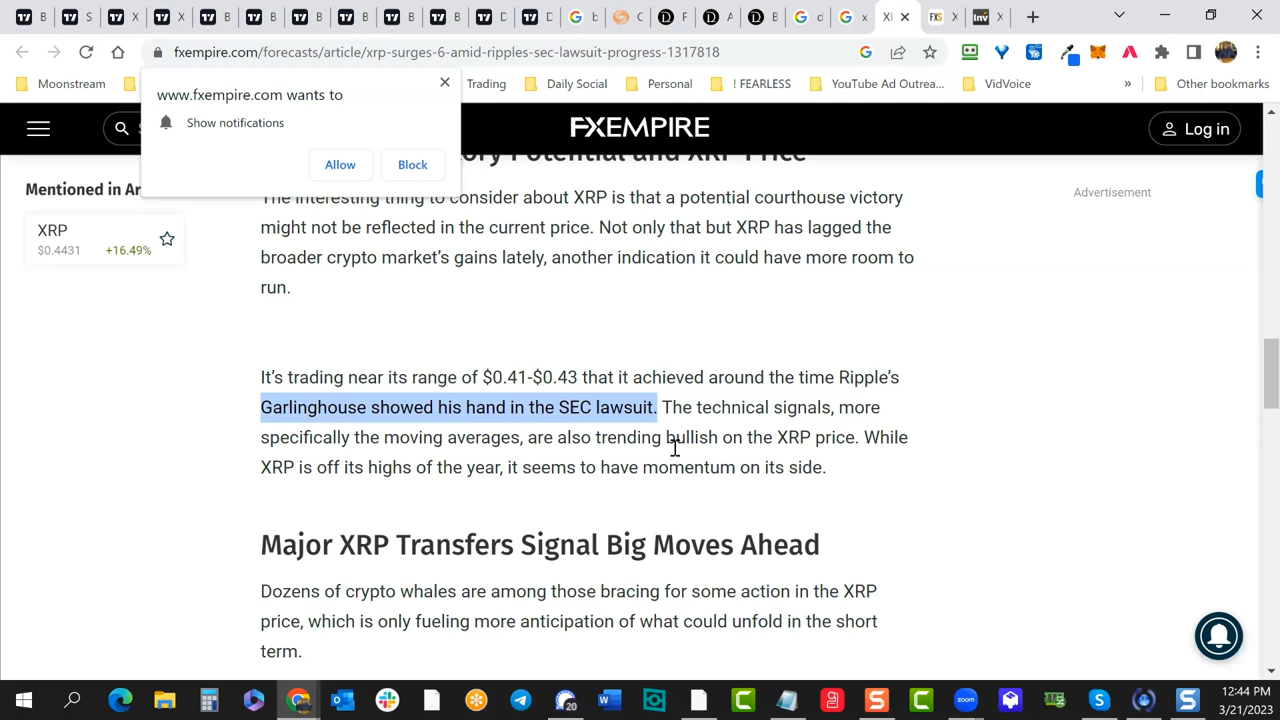 B
S
X
X
B
B
B
B
B
B
D
D
b
C
F
A
B
d
x
XI
X
X
fxempire.com/forecasts/article/xrp-surges-6-amid-ripples-sec-lawsuit-progress-1317818
Moonstream
Trading
Daily Social
Personal
! FEARLESS
YouTube Ad Outrea...
VidVoice
»
Other bookmarks
www.fxempire.com wants to
Show notifications
Allow
Block
FXEMPIRE
Log in
ory Potential and XRP Price
Mentioned in Ar
XRP
$0.4431
+16.49%
Advertisement
The interesting thing to consider about XRP is that a potential courthouse victory
might not be reflected in the current price. Not only that but XRP has lagged the
broader crypto market’s gains lately, another indication it could have more room to
run.
It’s trading near its range of $0.41-$0.43 that it achieved around the time Ripple’s
Garlinghouse showed his hand in the SEC lawsuit. The technical signals, more
specifically the moving averages, are also trending bullish on the XRP price. While
XRP is off its highs of the year, it seems to have momentum on its side.
Major XRP Transfers Signal Big Moves Ahead
Dozens of crypto whales are among those bracing for some action in the XRP
price, which is only fueling more anticipation of what could unfold in the short
term.
20
zoom
12:44 PM
3/21/2023